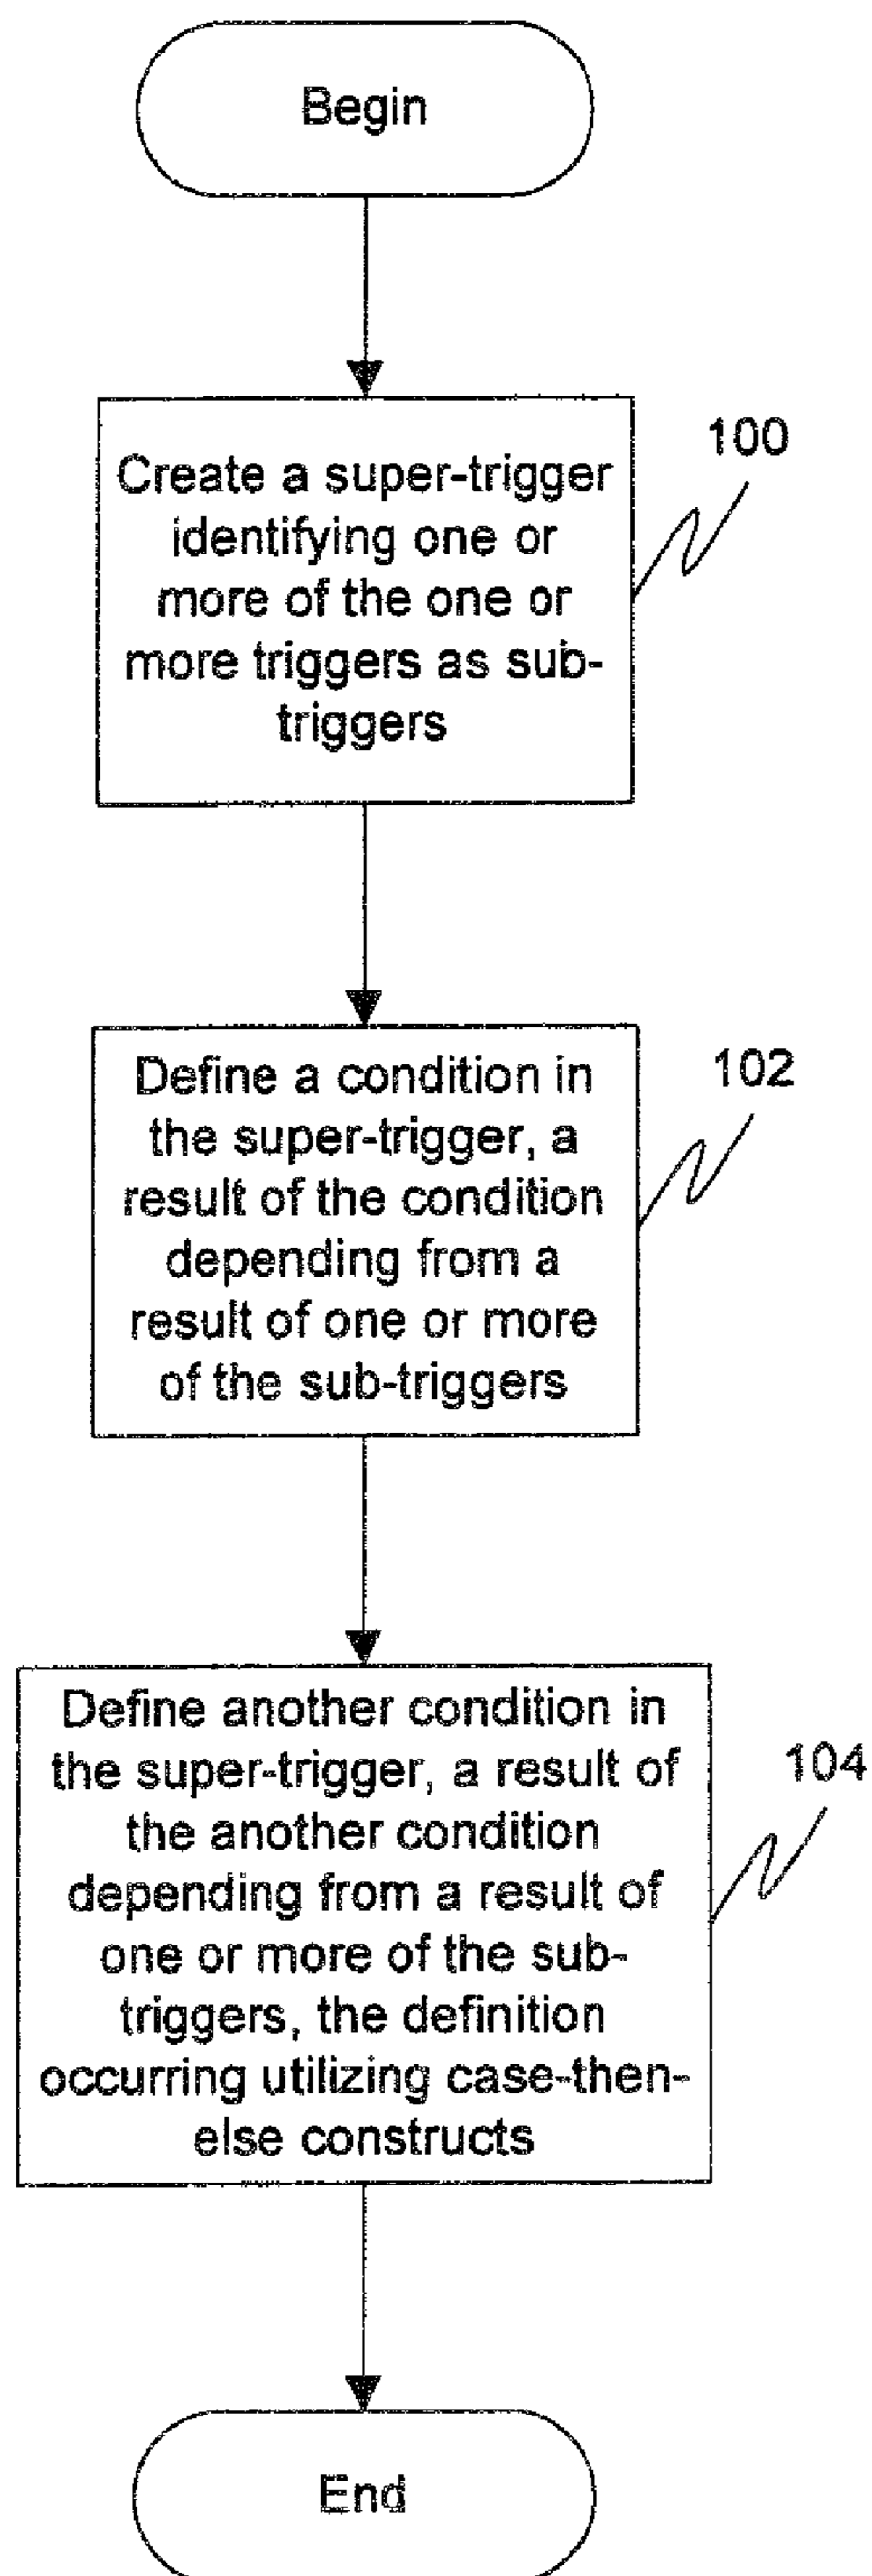 Begin
Create a super-trigger
identifying one or
more of the one or
more triggers as sub-
triggers
100
Define a condition in
the super-trigger, a
result of the condition
depending from a
result of one or more
of the sub-triggers
102
Define another condition in
the super-trigger, a result of
the another condition
depending from a result of
one or more of the sub-
triggers, the definition
occurring utilizing case-then-
else constructs
104
End